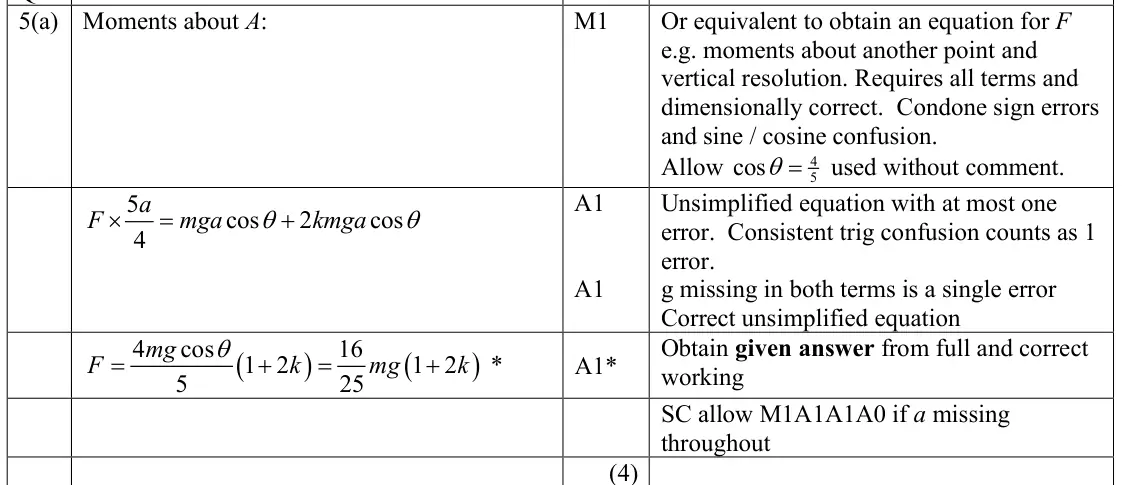 5(a) Moments about A: M1 Or equivalent to obtain an equation for F
e.g. moments about another point and
vertical resolution. Requires all terms and
dimensionally correct. Condone sign errors
and sine / cosine confusion.
Allow cos θ = 4/5 used without comment.
F × 5a/4 = mga cos θ + 2kmga cos θ A1 Unsimplified equation with at most one
error. Consistent trig confusion counts as 1
error.
A1 g missing in both terms is a single error
Correct unsimplified equation
F = 4mg cos θ/5 (1 + 2k) = 16/25 mg (1 + 2k) * A1* Obtain given answer from full and correct
working
SC allow M1A1A1A0 if a missing
throughout
(4)